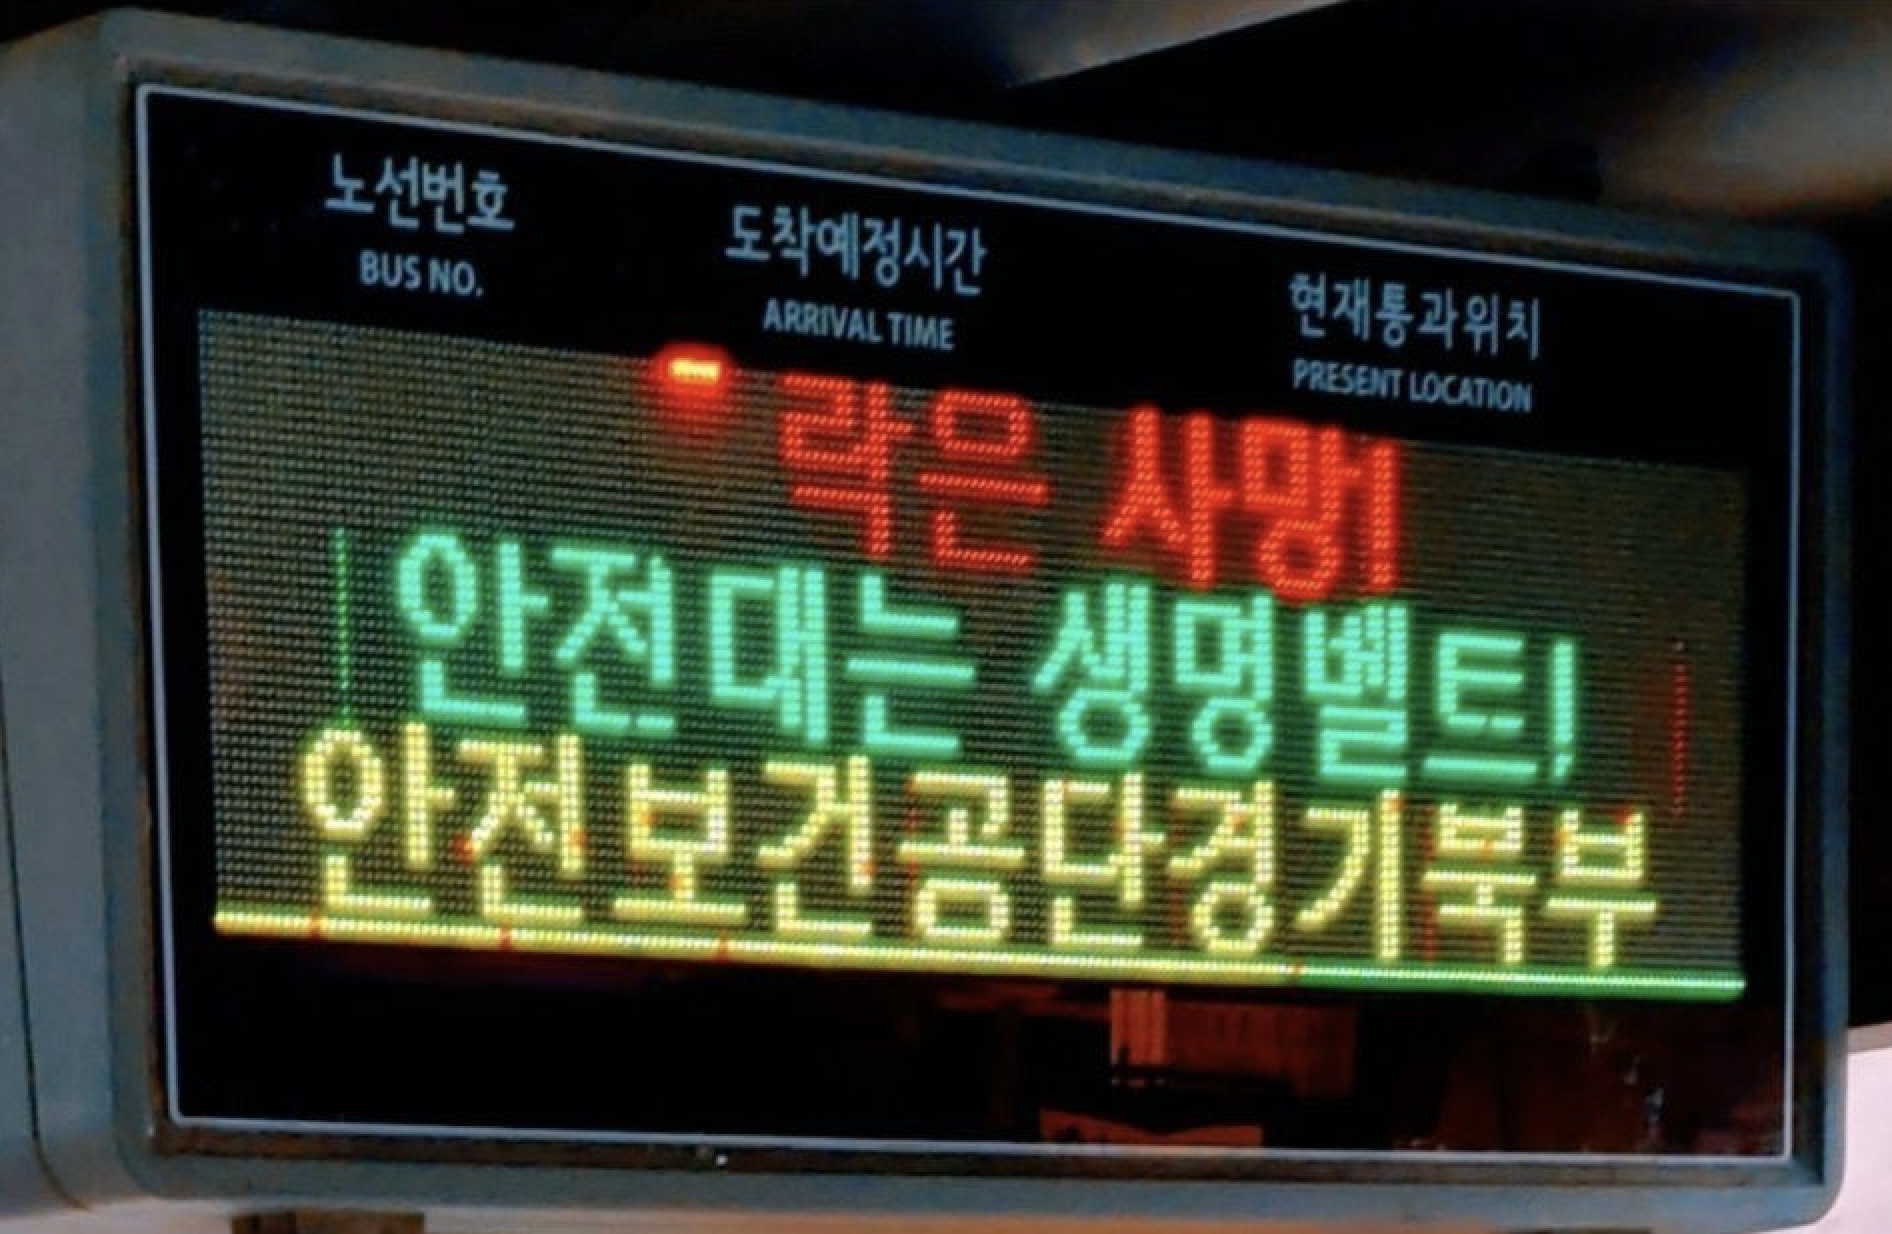 노선번호
BUS NO.
도착예정시간
ARRIVAL TIME
현재통과위치
PRESENT LOCATION
락은 사망!
안전대는 생명벨트!
안전보건공단경기북부